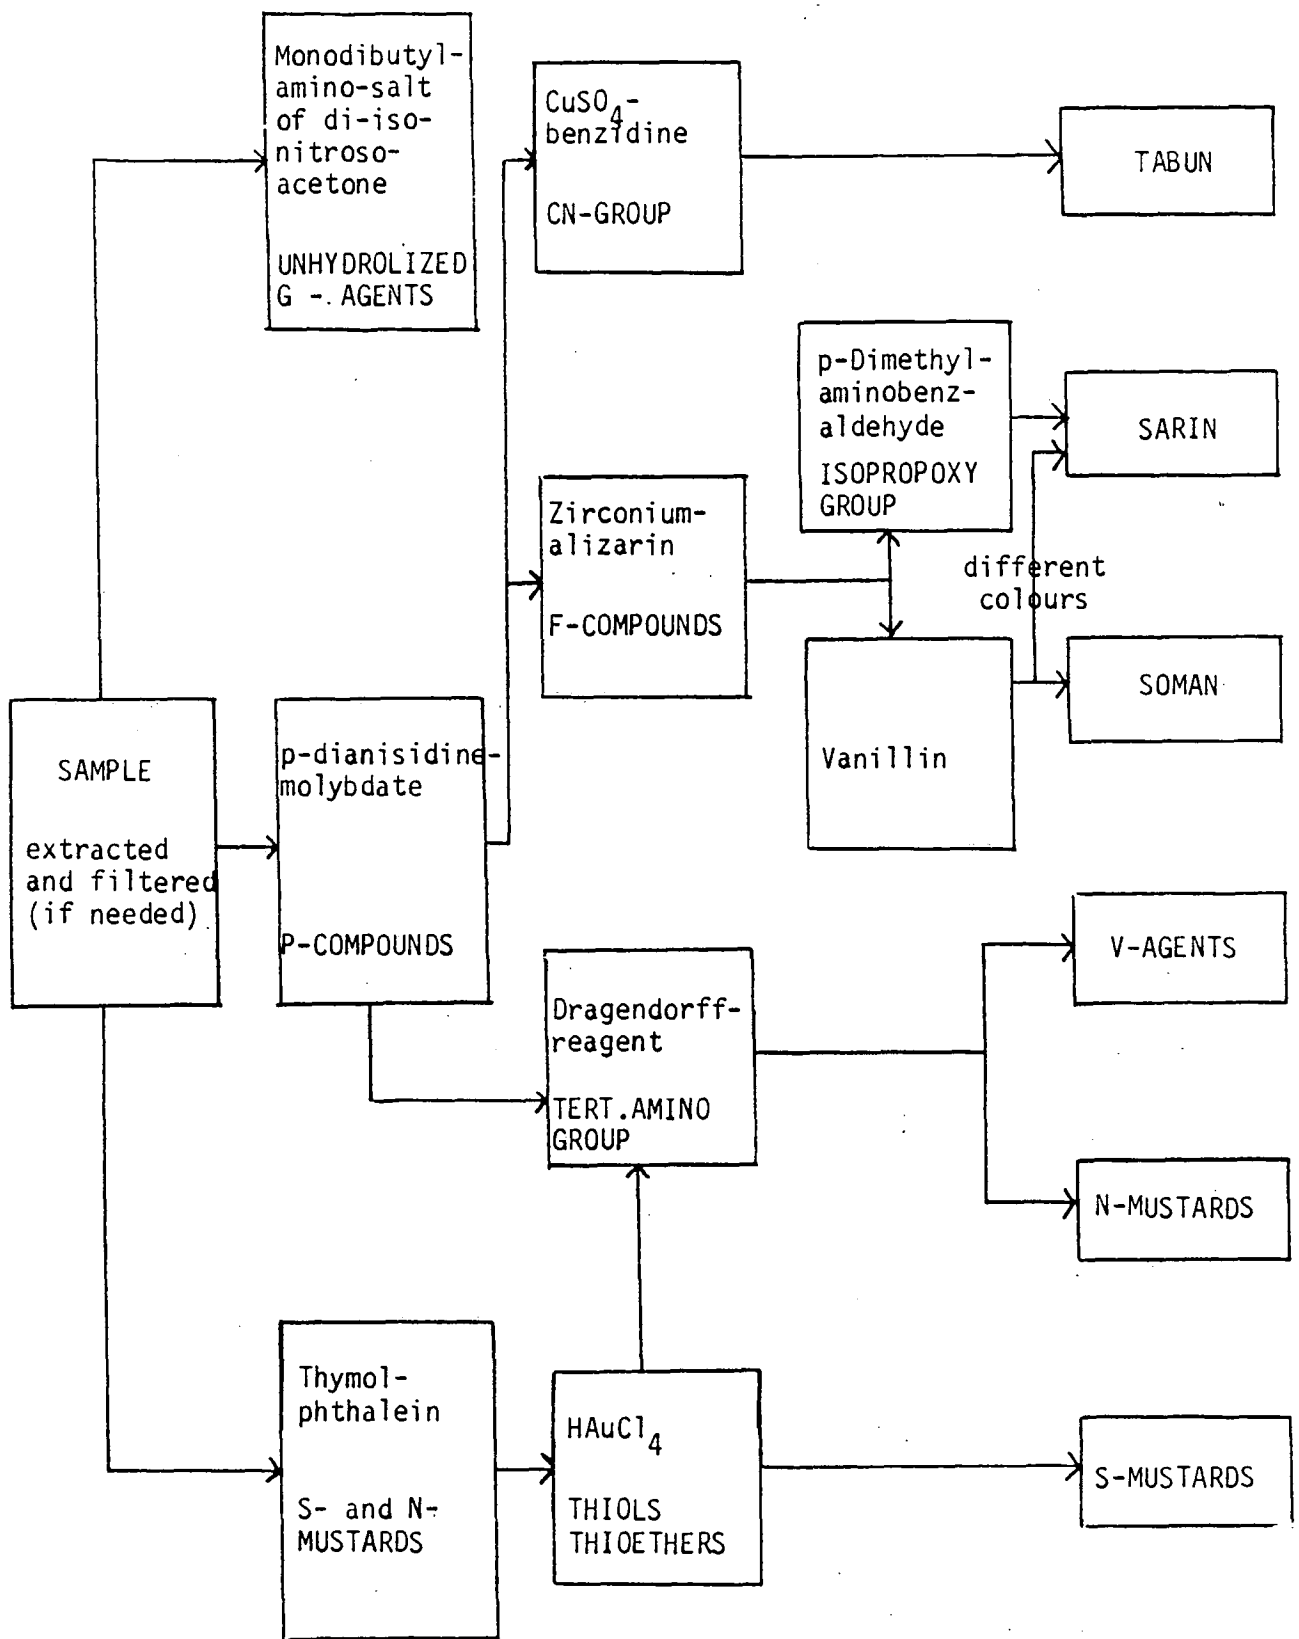 Monodibutyl-
amino-salt
of di-iso-
nitroso-
acetone
UNHYDROLIZED
G -. AGENTS
CuSO4-
benzidine
CN-GROUP
TABUN
p-Dimethyl-
aminobenz-
aldehyde
ISOPROPOXY
GROUP
SARIN
Zirconium-
alizarin
F-COMPOUNDS
different
colours
SOMAN
Vanillin
SAMPLE
extracted
and filtered
(if needed)
p-dianisidine-
molybdate
P-COMPOUNDS
Dragendorff-
reagent
TERT.AMINO
GROUP
V-AGENTS
N-MUSTARDS
Thymol-
phthalein
S- and N-
MUSTARDS
HAuCl4
THIOLS
THIOETHERS
S-MUSTARDS